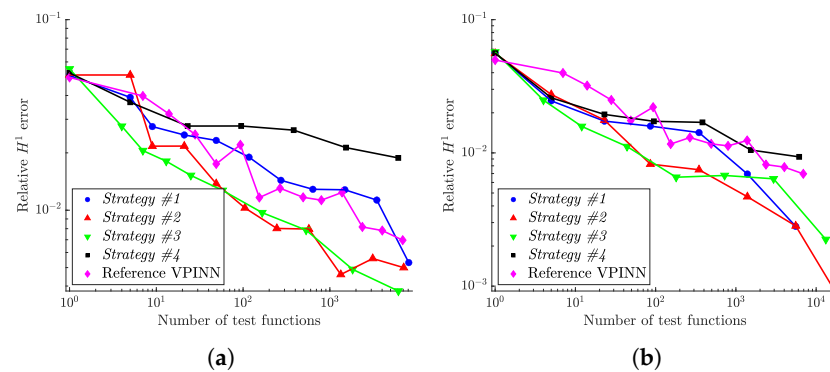 10^{-1}
10^{-2}
Relative H^1 error
Strategy #1
Strategy #2
Strategy #3
Strategy #4
Reference VPINN
10^0 10^1 10^2 10^3
Number of test functions
(a)
10^{-1}
10^{-2}
10^{-3}
Relative H^1 error
Strategy #1
Strategy #2
Strategy #3
Strategy #4
Reference VPINN
10^0 10^1 10^2 10^3 10^4
Number of test functions
(b)